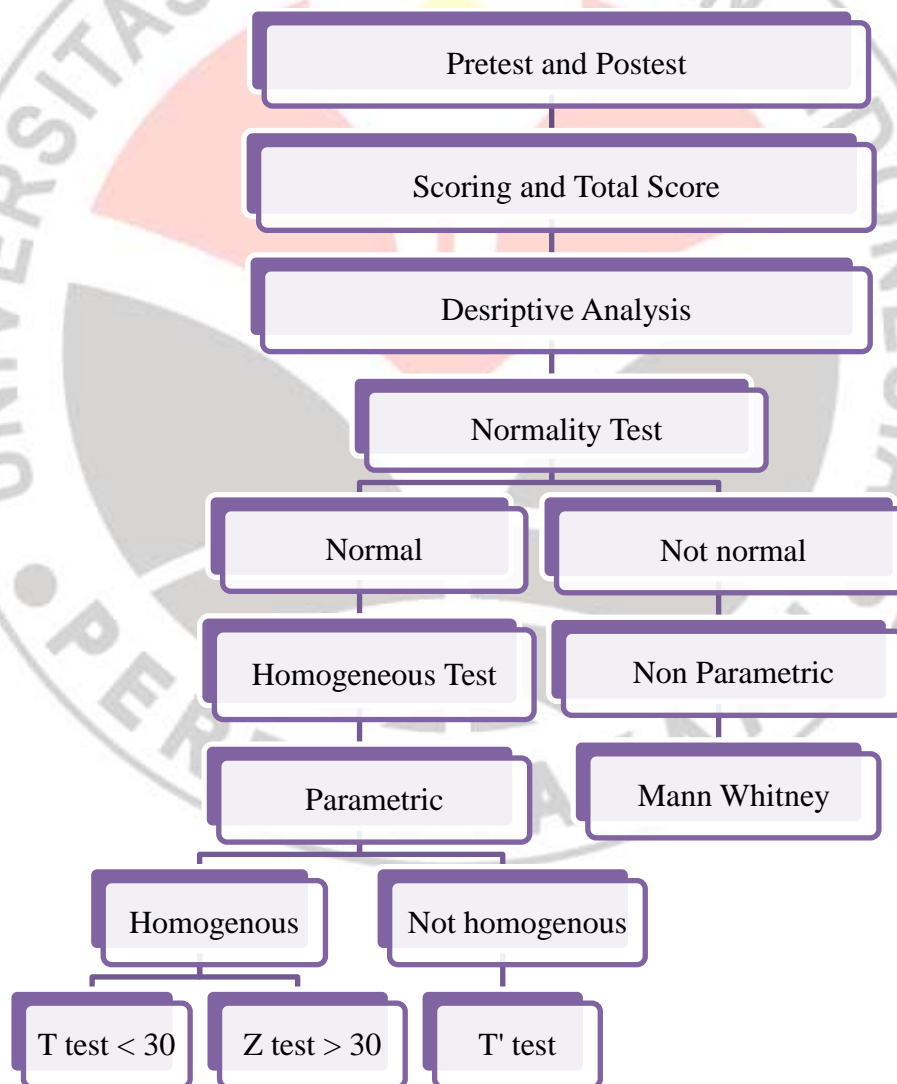 Pretest and Postest
Scoring and Total Score
Desriptive Analysis
Normality Test
Normal
Not normal
Homogeneous Test
Non Parametric
Parametric
Mann Whitney
Homogenous
Not homogenous
T test < 30
Z test > 30
T' test